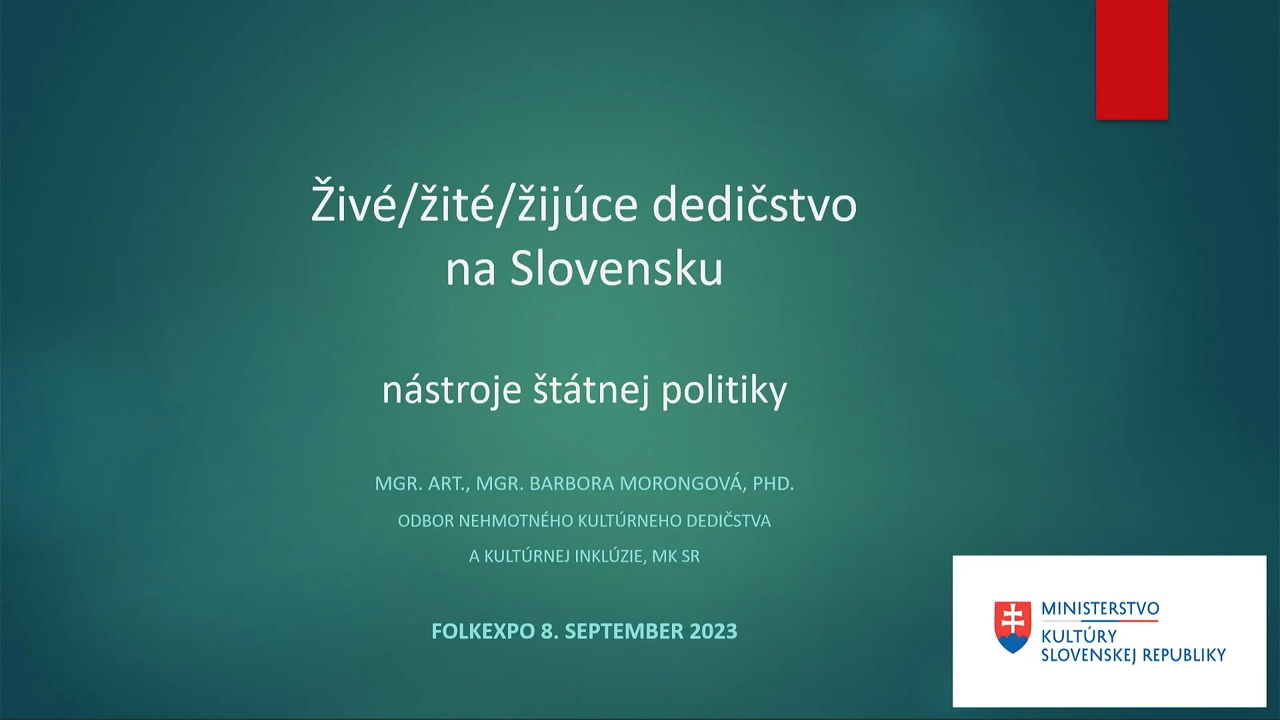 Živé/žité/žijúce dedičstvo
na Slovensku
nástroje štátnej politiky
MGR. ART., MGR. BARBORA MORONGOVÁ, PHD.
ODBOR NEHMOTNÉHO KULTÚRNEHO DEDIČSTVA
A KULTÚRNEJ INKLÚZIE, MK SR
FOLKEXPO 8. SEPTEMBER 2023
MINISTERSTVO
KULTÚRY
SLOVENSKEJ REPUBLIKY